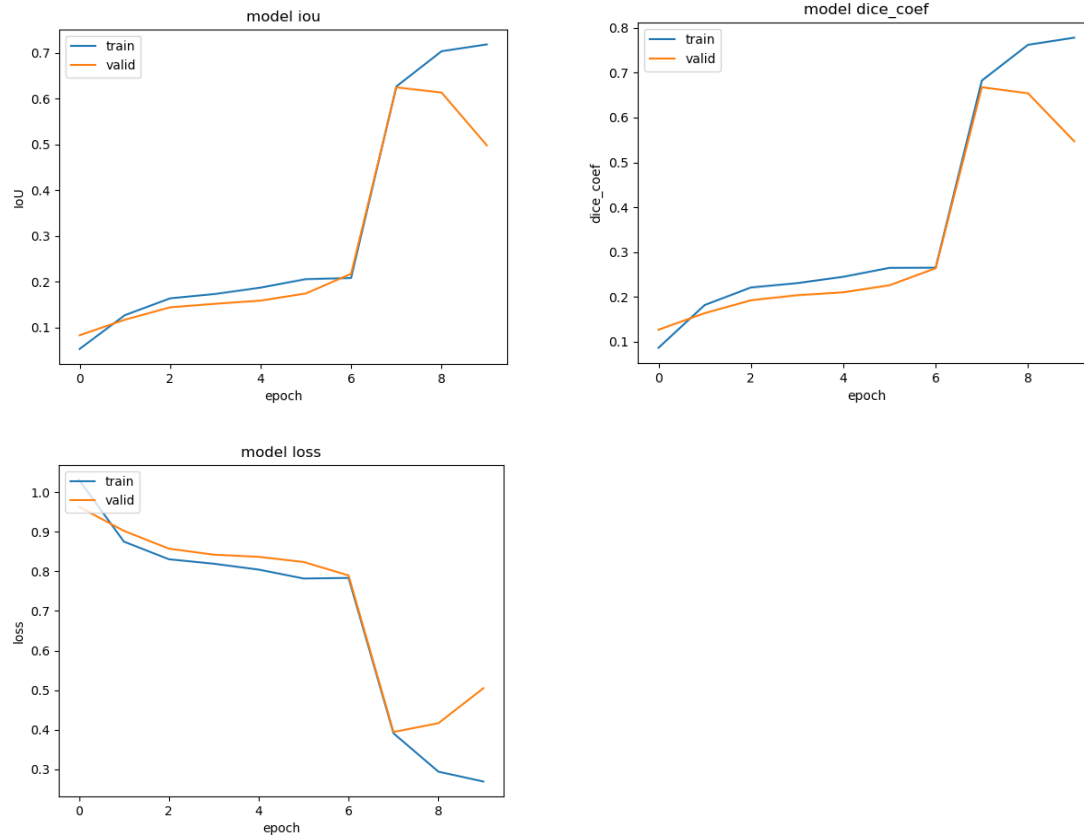 model iou
train
valid
0.7
0.6
0.5
0.4
0.3
0.2
0.1
IoU
0 2 4 6 8
epoch
model dice_coef
train
valid
0.8
0.7
0.6
0.5
0.4
0.3
0.2
0.1
dice_coef
0 2 4 6 8
epoch
model loss
train
valid
1.0
0.9
0.8
0.7
0.6
0.5
0.4
0.3
loss
0 2 4 6 8
epoch